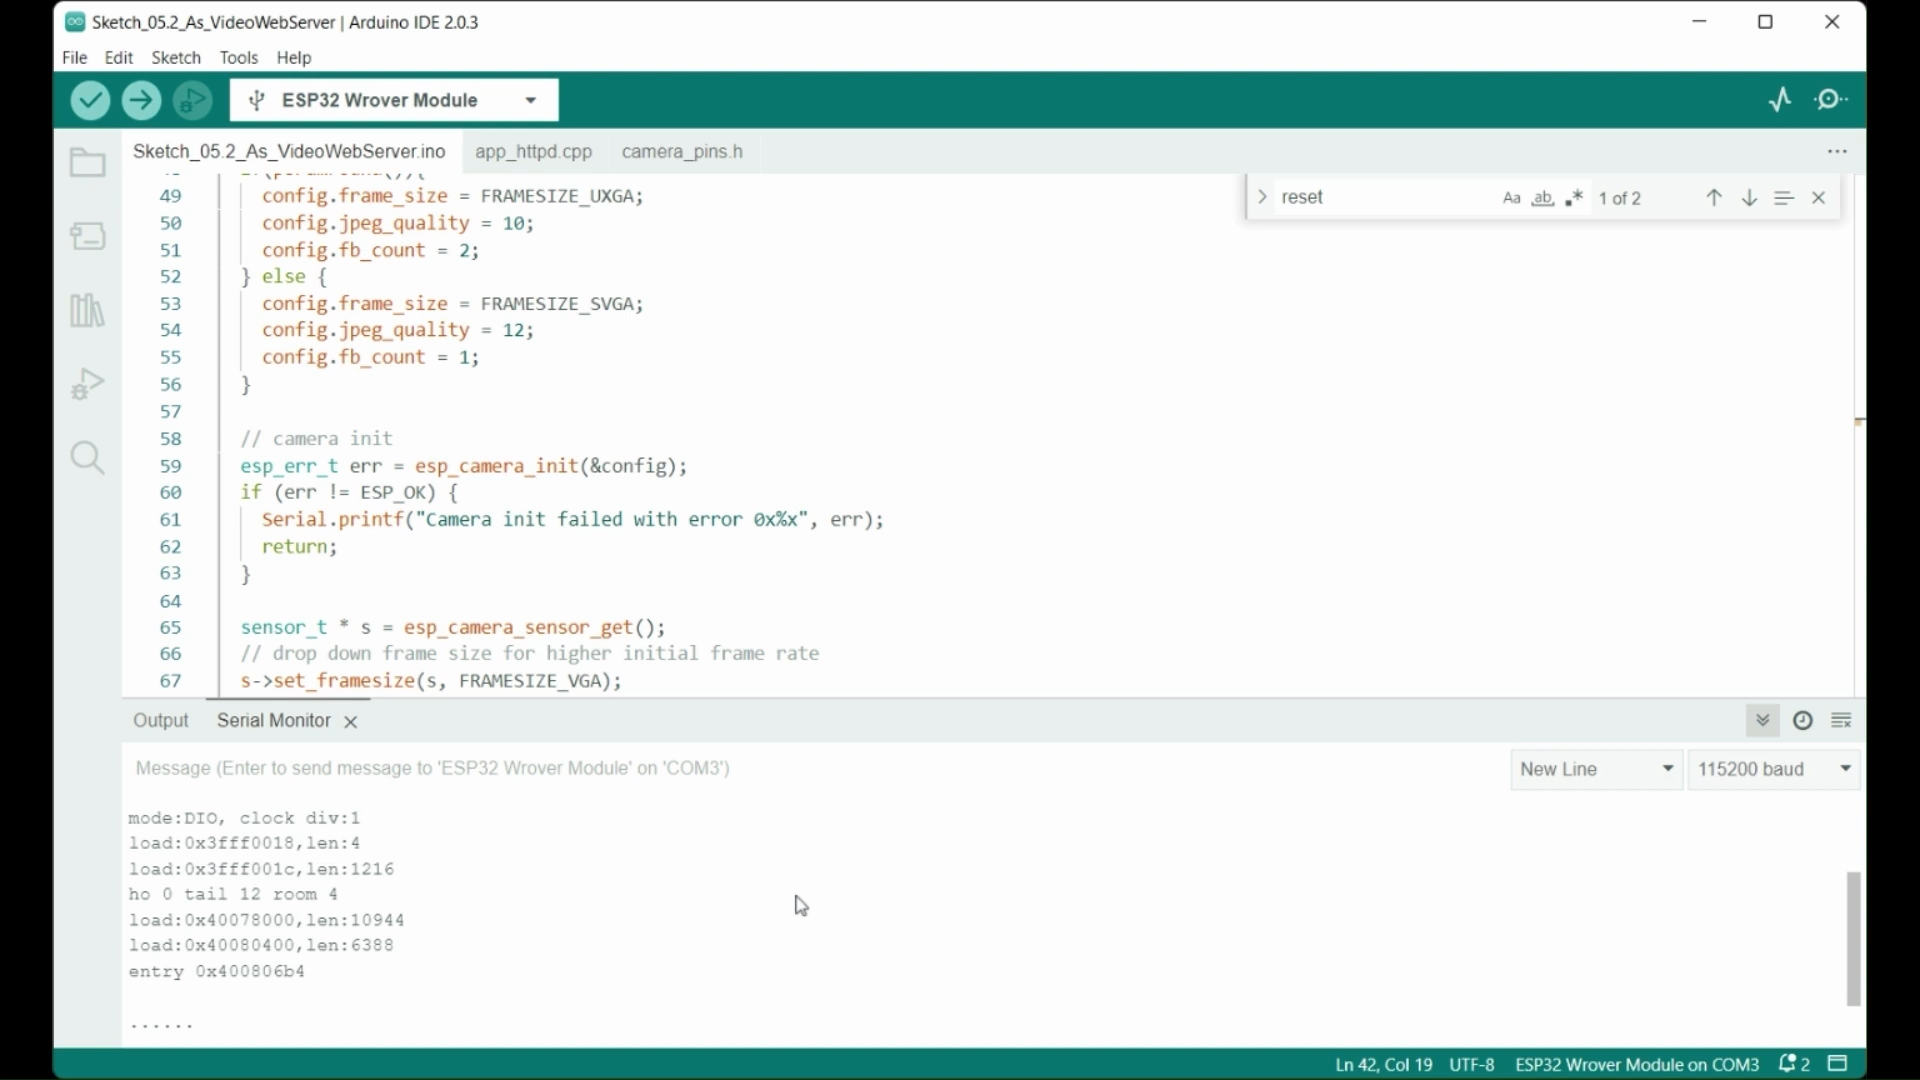 Sketch_05.2_As_VideoWebServer | Arduino IDE 2.0.3
File Edit Sketch Tools Help
ESP32 Wrover Module
Sketch_05.2_As_VideoWebServer.ino app_httpd.cpp camera_pins.h
reset Aa ab 1 of 2
49 config.frame_size = FRAMESIZE_UXGA;
50 config.jpeg_quality = 10;
51 config.fb_count = 2;
52 } else {
53 config.frame_size = FRAMESIZE_SVGA;
54 config.jpeg_quality = 12;
55 config.fb_count = 1;
56 }
57
58 // camera init
59 esp_err_t err = esp_camera_init(&config);
60 if (err != ESP_OK) {
61 Serial.printf("Camera init failed with error 0x%x", err);
62 return;
63 }
64
65 sensor_t * s = esp_camera_sensor_get();
66 // drop down frame size for higher initial frame rate
67 s->set_framesize(s, FRAMESIZE_VGA);
Output Serial Monitor
Message (Enter to send message to 'ESP32 Wrover Module' on 'COM3')
New Line 115200 baud
mode:DIO, clock div:1
load:0x3fff0018,len:4
load:0x3fff001c,len:1216
ho 0 tail 12 room 4
load:0x40078000,len:10944
load:0x40080400,len:6388
entry 0x400806b4
......
Ln 42, Col 19 UTF-8 ESP32 Wrover Module on COM3 2